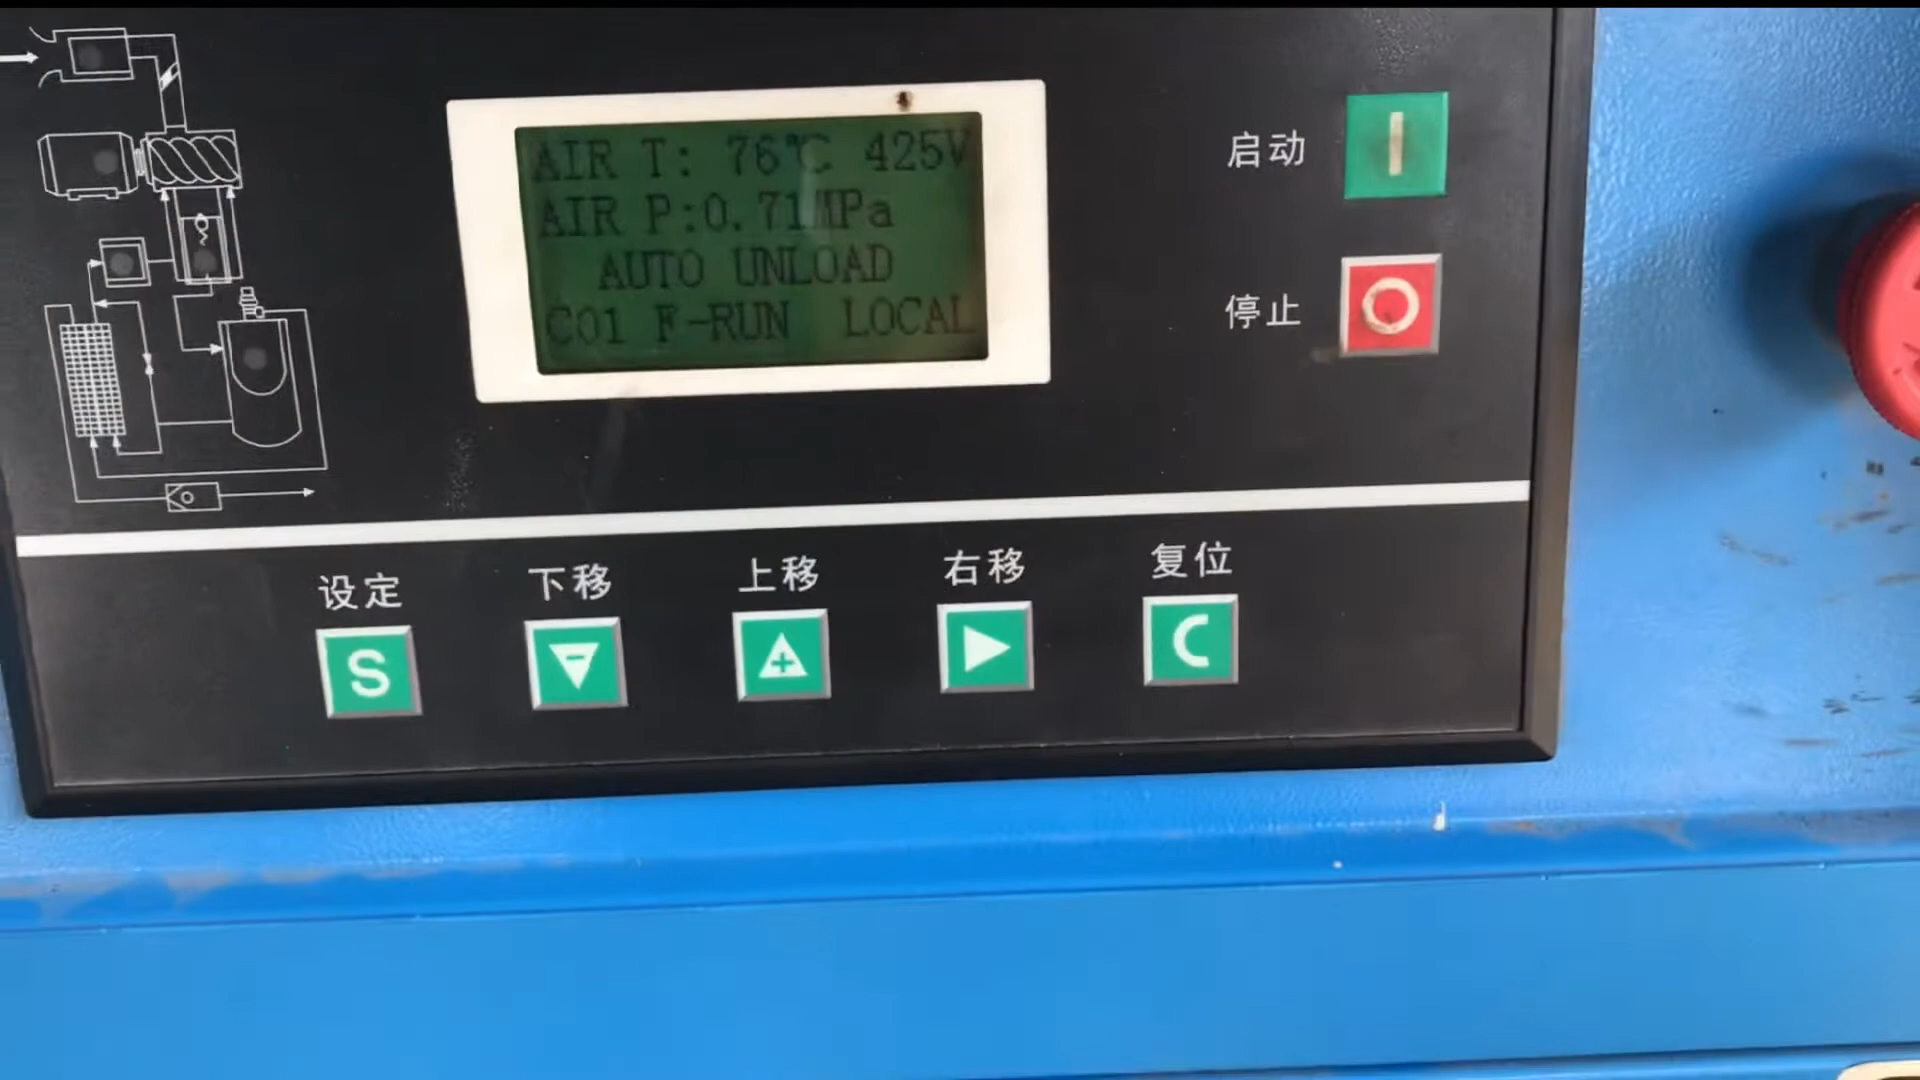 AIR T: 76℃ 425V
AIR P:0.71MPa
AUTO UNLOAD
C01 F-RUN LOCAL
启动
停止
设定 下移 上移 右移 复位
S − + C